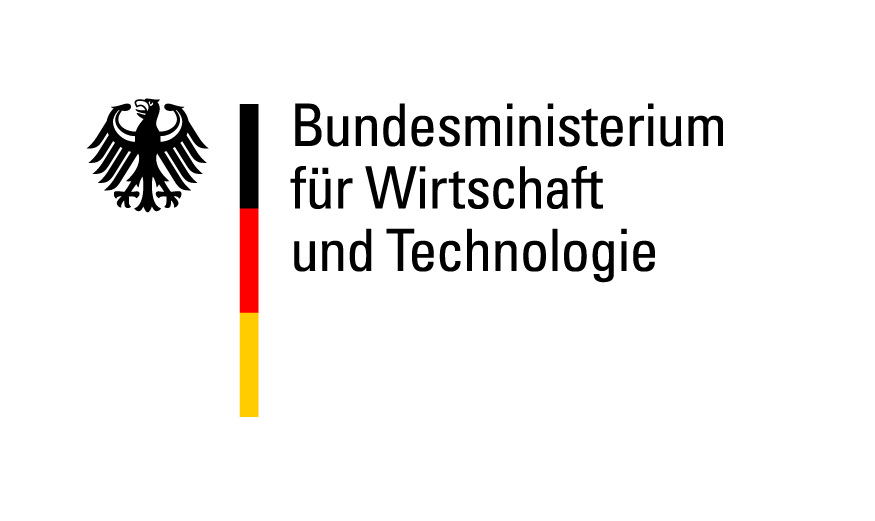 Bundesministerium
für Wirtschaft
und Technologie